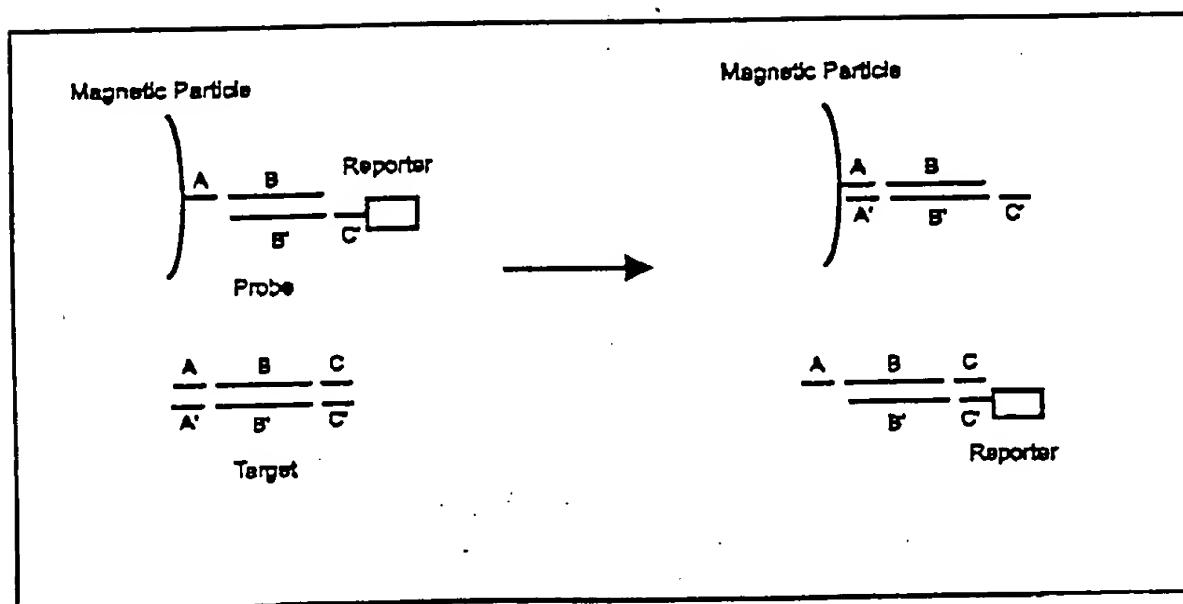 Magnetic Particle
A B Reporter
B' C'
Probe
A B C
A' B' C'
Target
Magnetic Particle
A B
A' B' C'
A B C
B' C'
Reporter